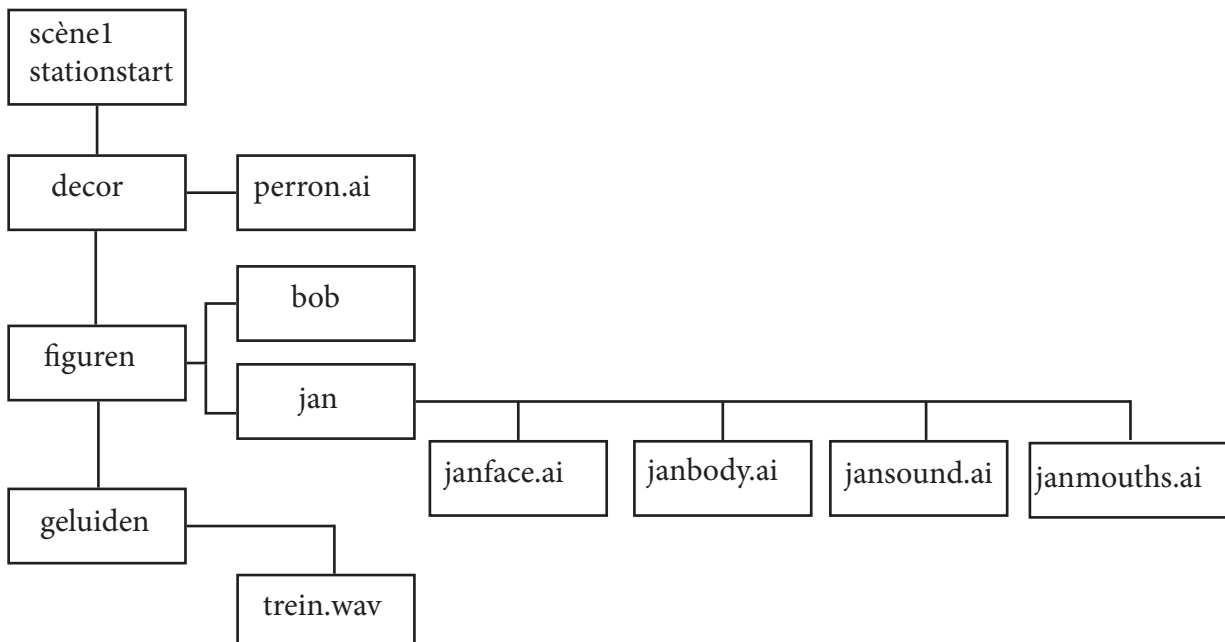 scène1
stationstart
decor
perron.ai
bob
figuren
jan
janface.ai
janbody.ai
jansound.ai
janmouths.ai
geluiden
trein.wav